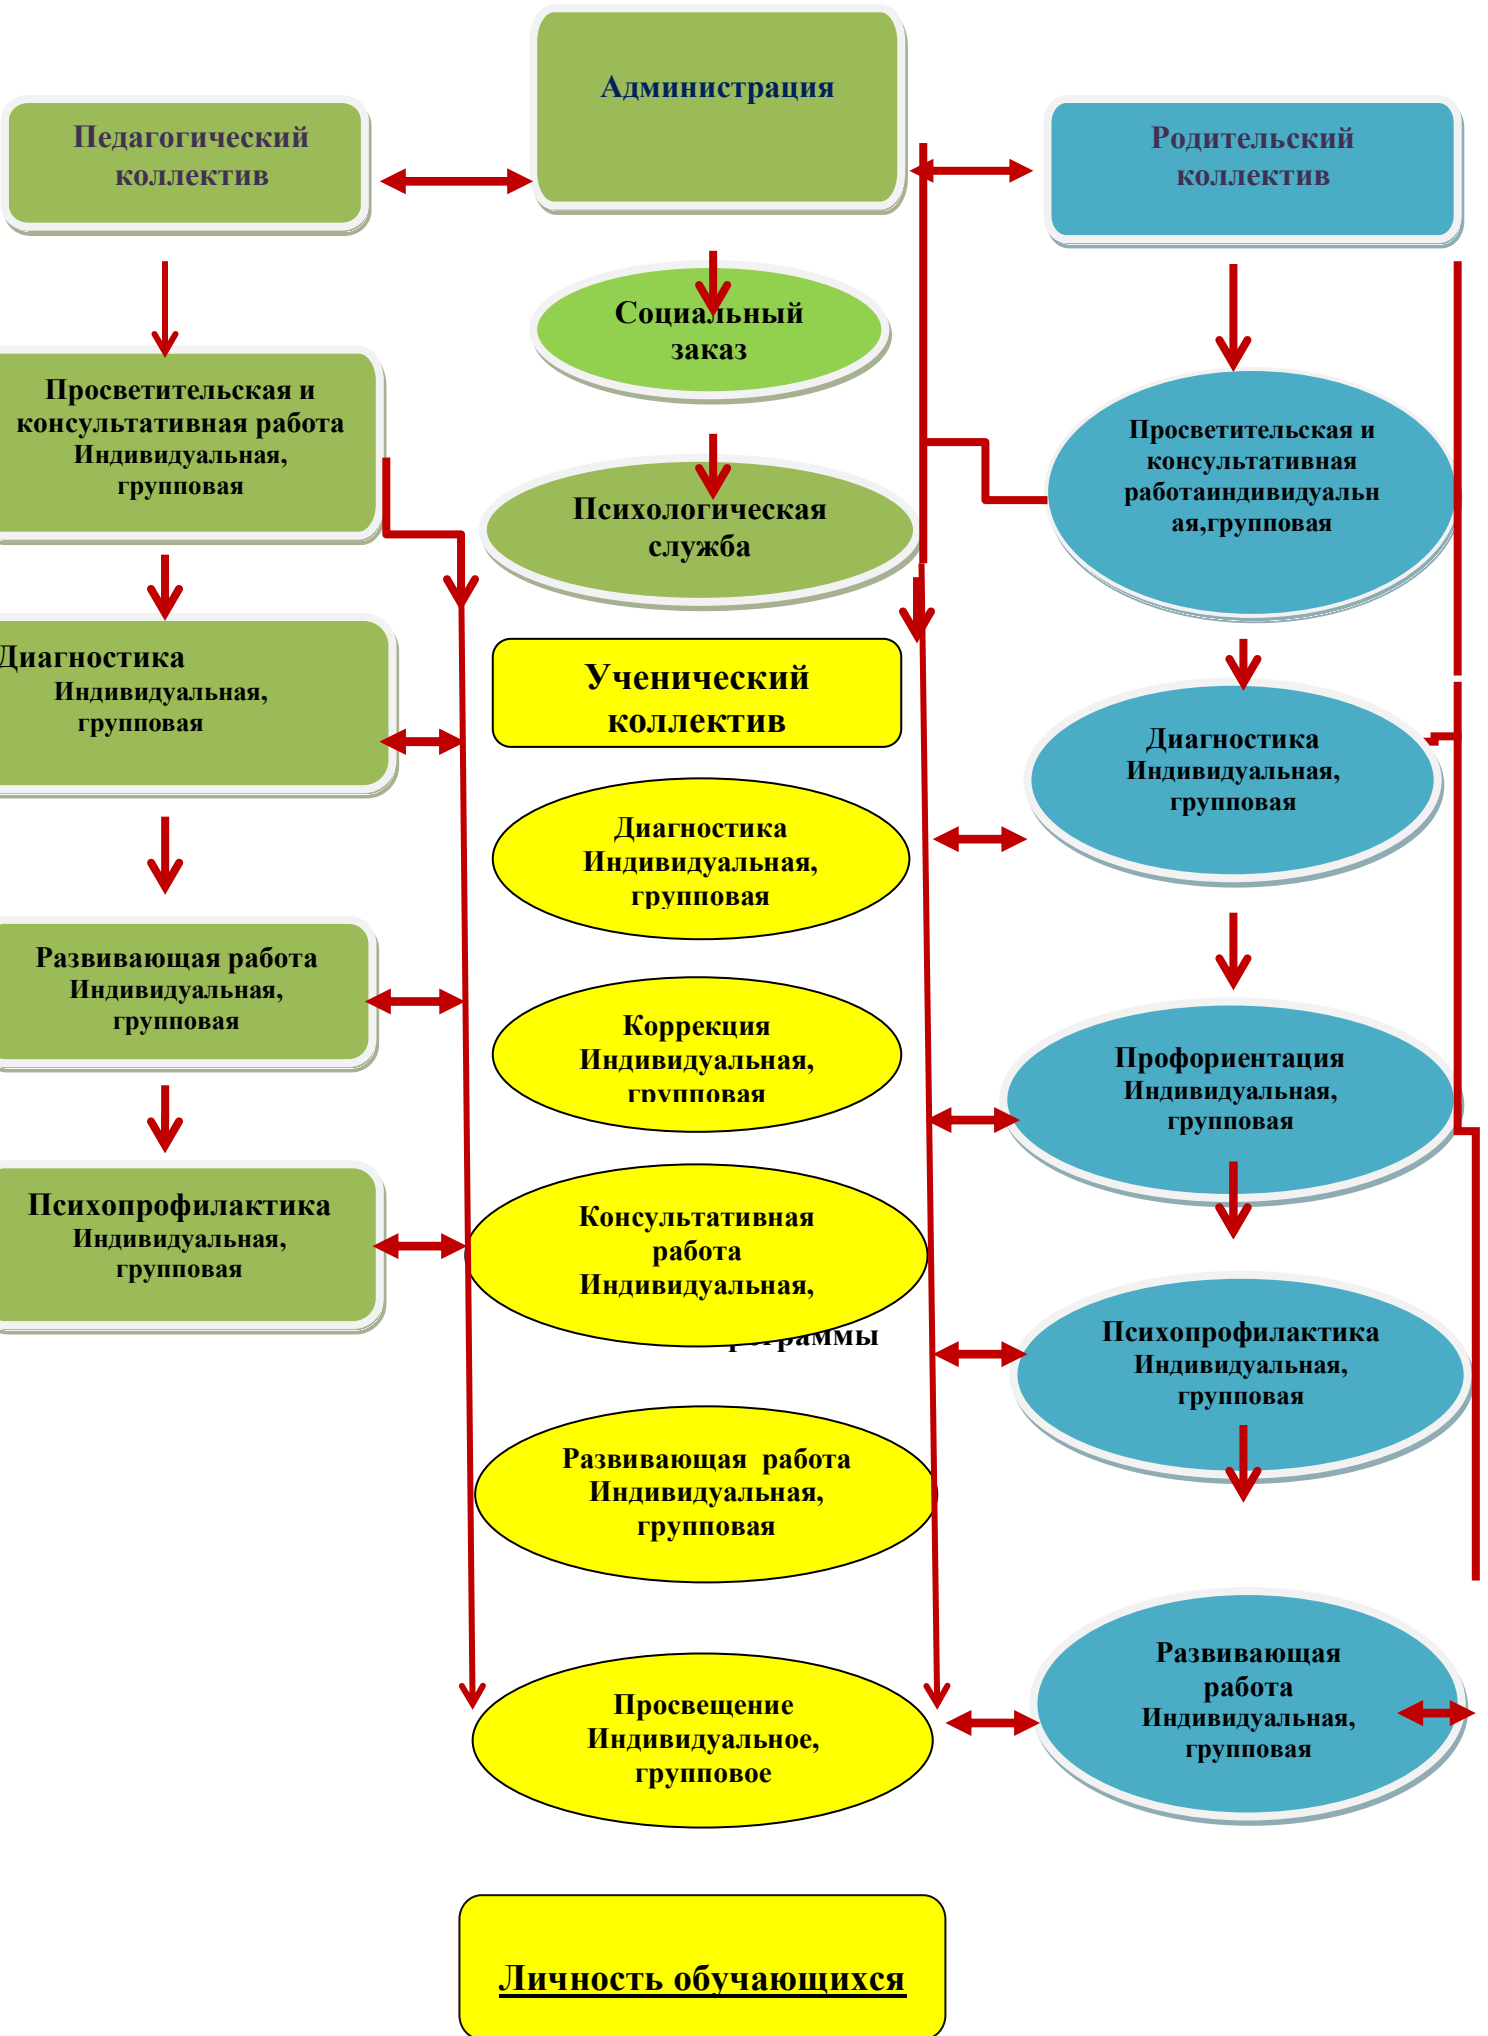 Администрация
Педагогический
коллектив
Родительский
коллектив
Социальный
заказ
Просветительская и
консультативная работа
Индивидуальная,
групповая
Просветительская и
консультативная
работаиндивидуальн
ая,групповая
Психологическая
служба
Диагностика
Индивидуальная,
групповая
Ученический
коллектив
Диагностика
Индивидуальная,
групповая
Диагностика
Индивидуальная,
групповая
Развивающая работа
Индивидуальная,
групповая
Коррекция
Индивидуальная,
групповая
Профориентация
Индивидуальная,
групповая
Психопрофилактика
Индивидуальная,
групповая
Консультативная
работа
Индивидуальная,
Психопрофилактика
Индивидуальная,
групповая
Развивающая работа
Индивидуальная,
групповая
Просвещение
Индивидуальное,
групповое
Развивающая
работа
Индивидуальная,
групповая
Личность обучающихся